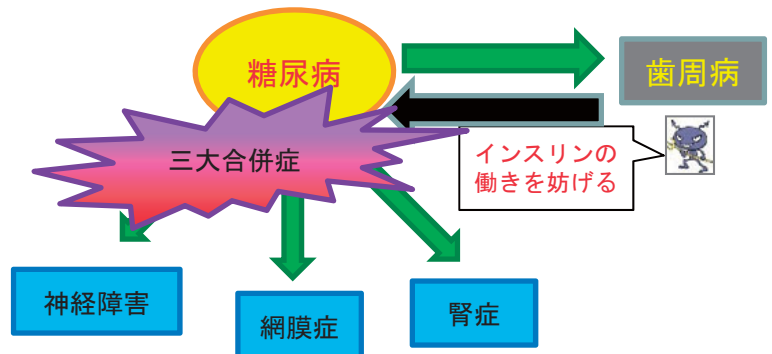 糖尿病
歯周病
三大合併症
インスリンの
働きを妨げる
神経障害
網膜症
腎症